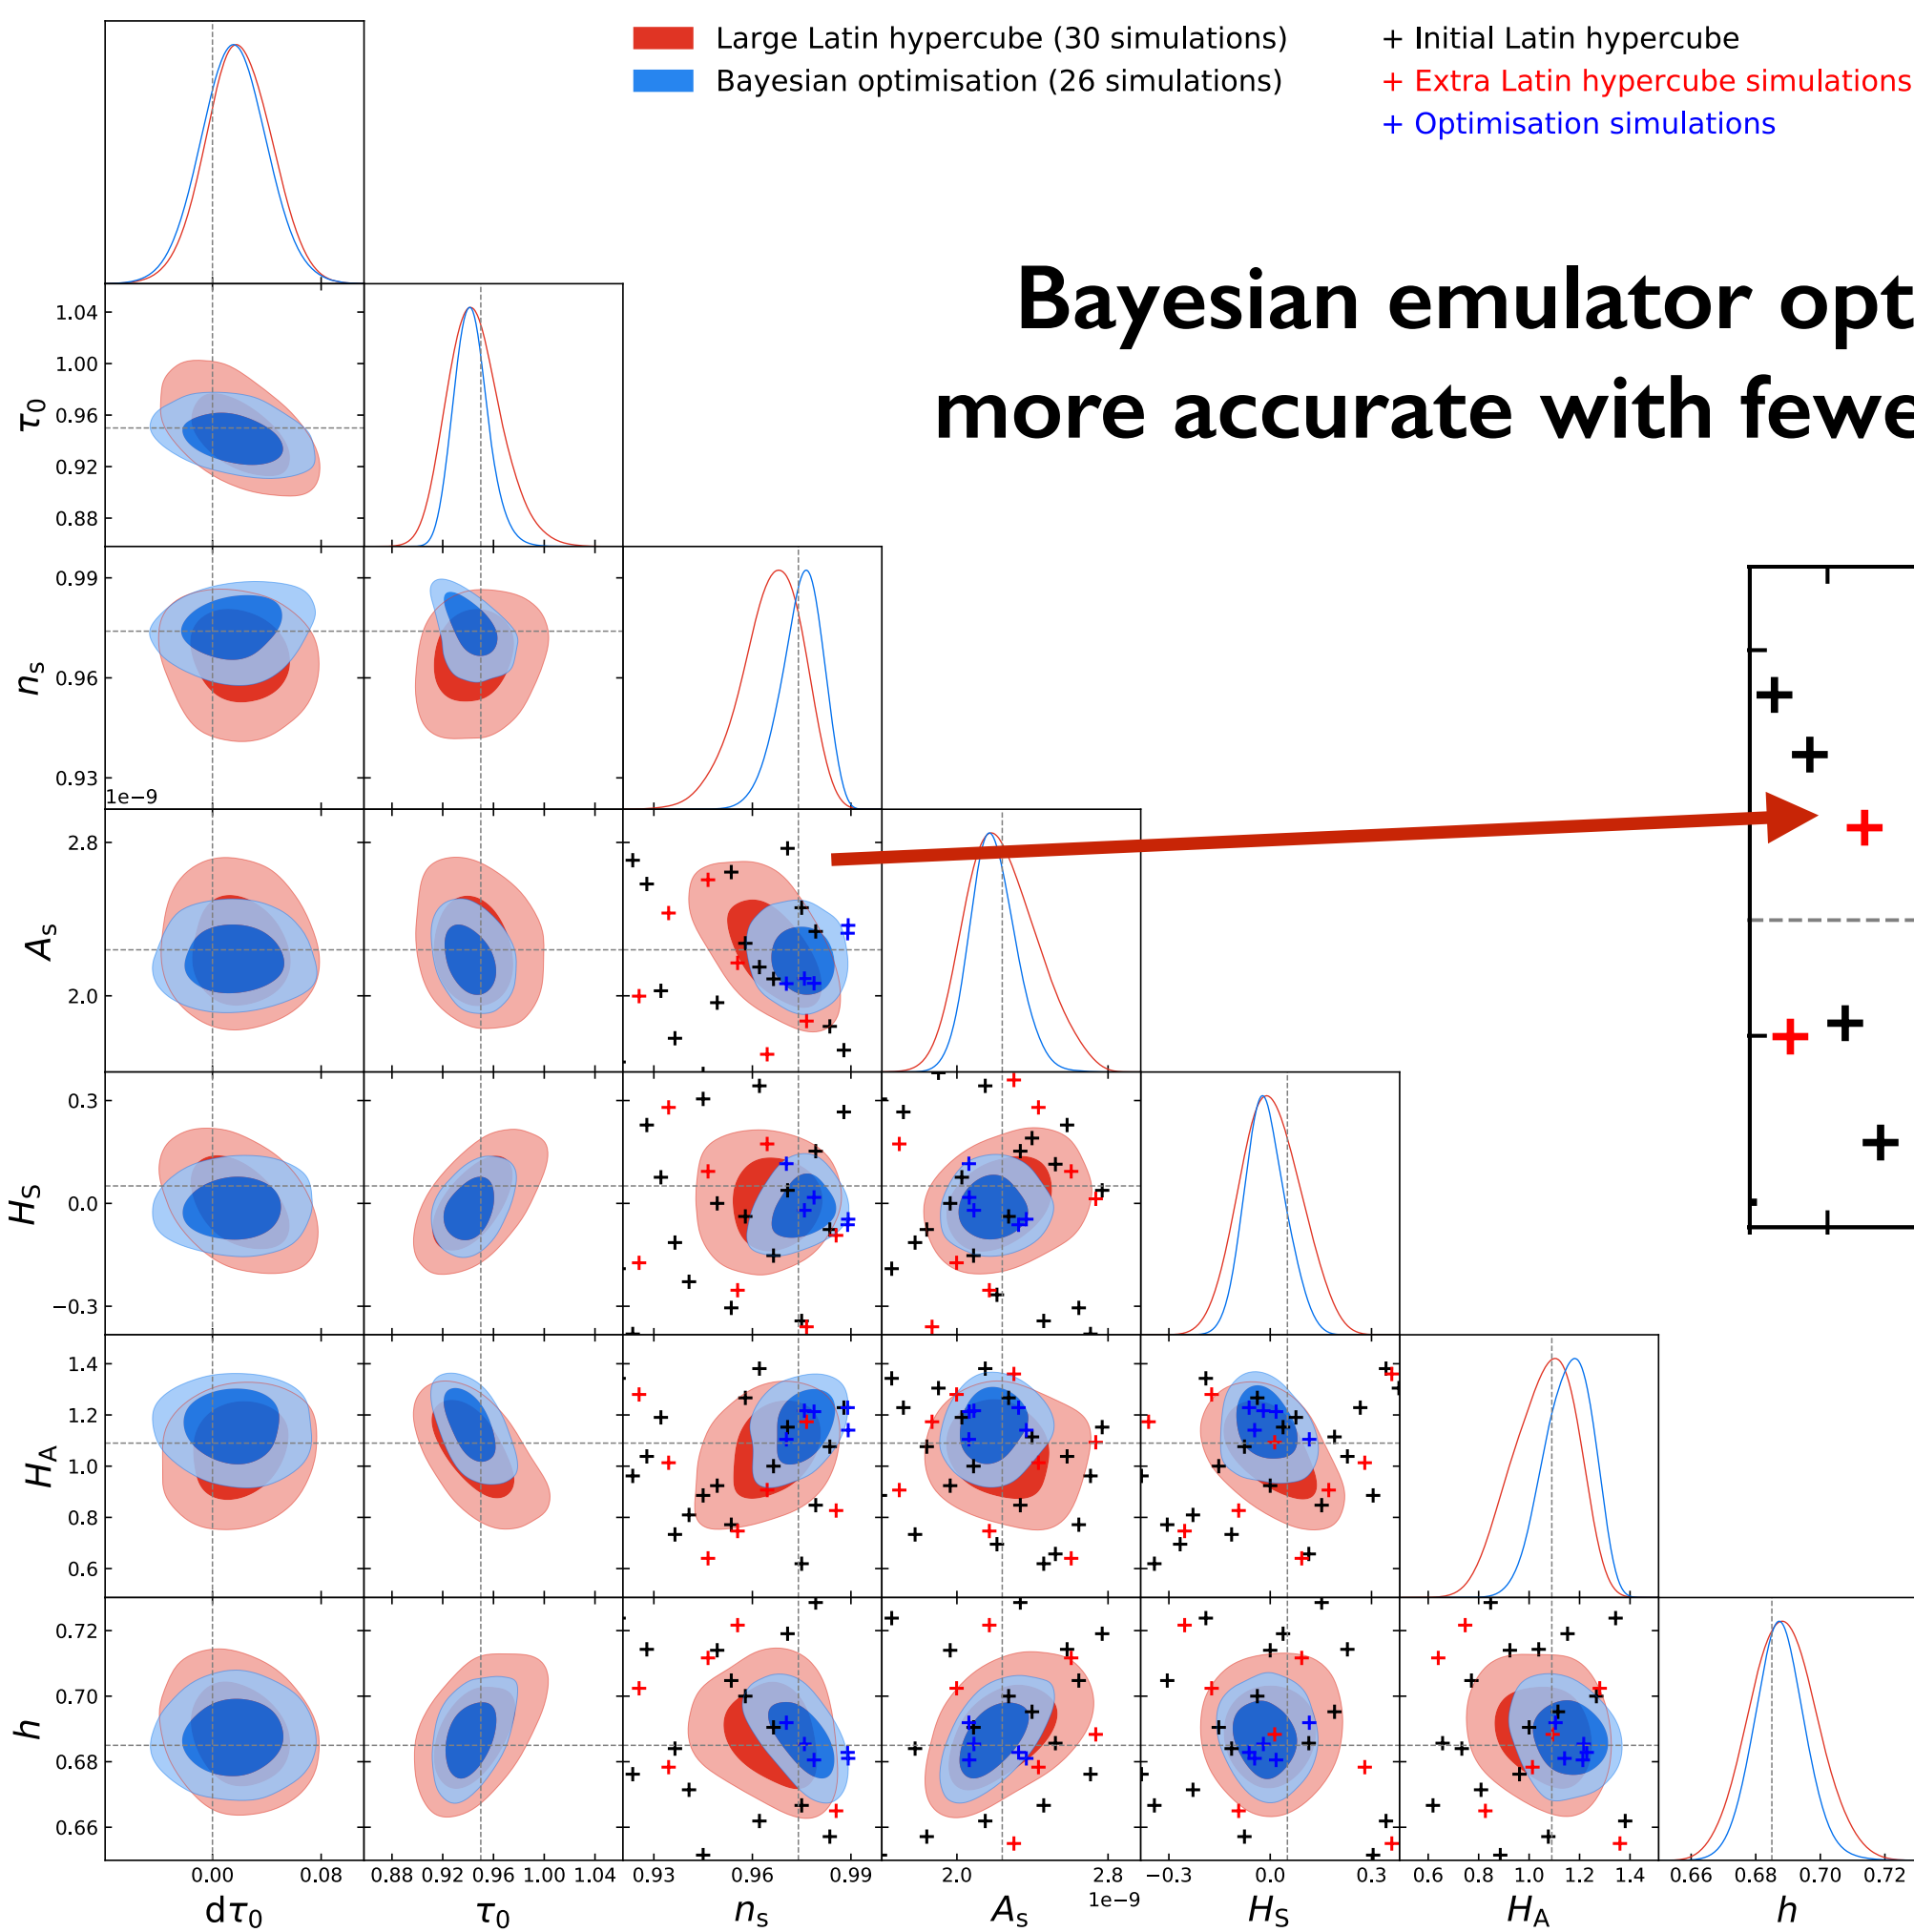 Large Latin hypercube (30 simulations)
Bayesian optimisation (26 simulations)
+ Initial Latin hypercube
+ Extra Latin hypercube simulations
+ Optimisation simulations
Bayesian emulator opt
more accurate with fewe
1.04
1.00
0.96
0.92
0.88
τ0
0.99
0.96
0.93
ns
1e−9
2.8
2.0
As
0.3
0.0
−0.3
HS
1.4
1.2
1.0
0.8
0.6
HA
0.72
0.70
0.68
0.66
h
0.00 0.08
0.88 0.92 0.96 1.00 1.04
0.93 0.96 0.99
2.0 2.8
1e−9
−0.3 0.0 0.3
0.6 0.8 1.0 1.2 1.4
0.66 0.68 0.70 0.72
dτ0
τ0
ns
As
HS
HA
h